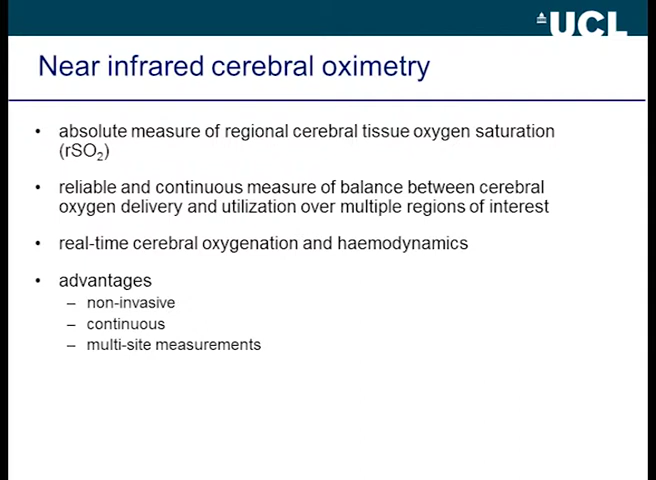 UCL
Near infrared cerebral oximetry
• absolute measure of regional cerebral tissue oxygen saturation
(rSO₂)
• reliable and continuous measure of balance between cerebral
oxygen delivery and utilization over multiple regions of interest
• real-time cerebral oxygenation and haemodynamics
• advantages
– non-invasive
– continuous
– multi-site measurements